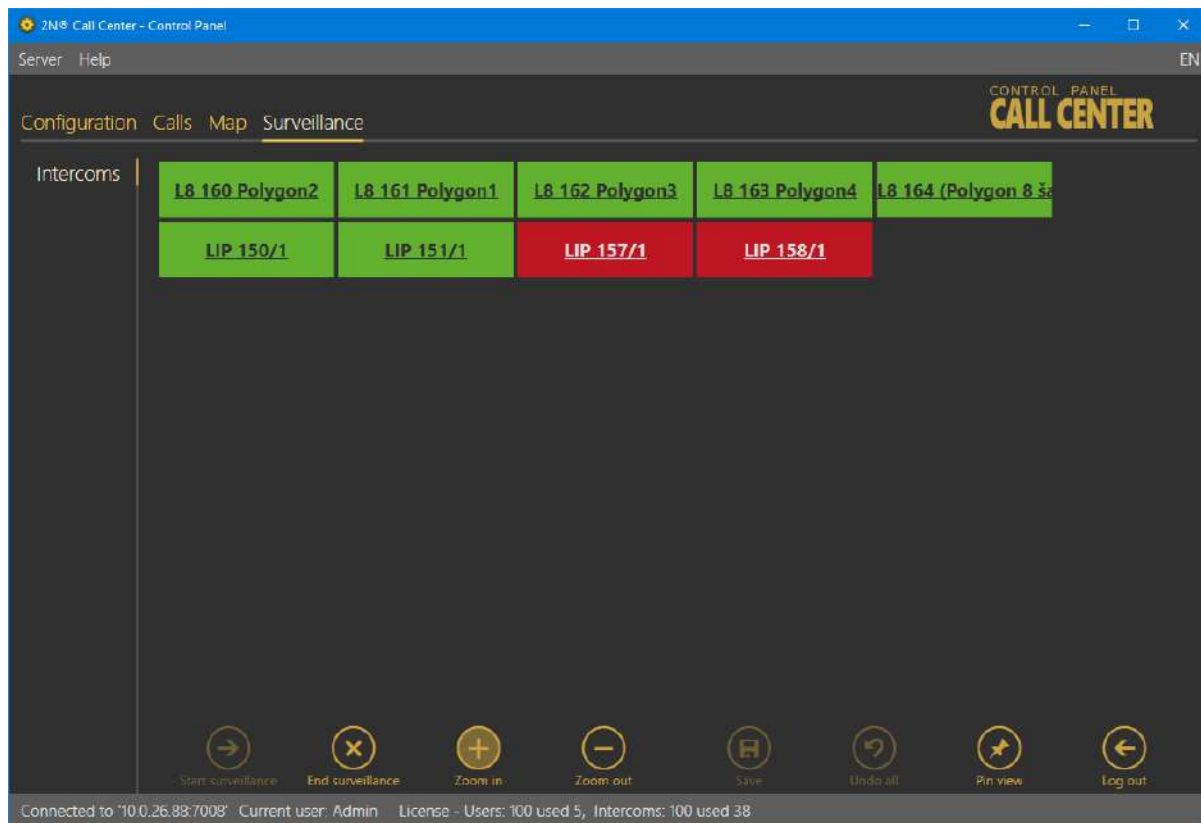 2N® Call Center - Control Panel
Server Help EN
CONTROL PANEL
CALL CENTER
Configuration Calls Map Surveillance
Intercoms
L8 160 Polygon2 L8 161 Polygon1 L8 162 Polygon3 L8 163 Polygon4 L8 164 (Polygon 8 ša
LIP 150/1 LIP 151/1 LIP 157/1 LIP 158/1
Start surveillance End surveillance Zoom in Zoom out Save Undo all Pin view Log out
Connected to '10.0.26.88:7008' Current user: Admin License - Users: 100 used 5, Intercoms: 100 used 38